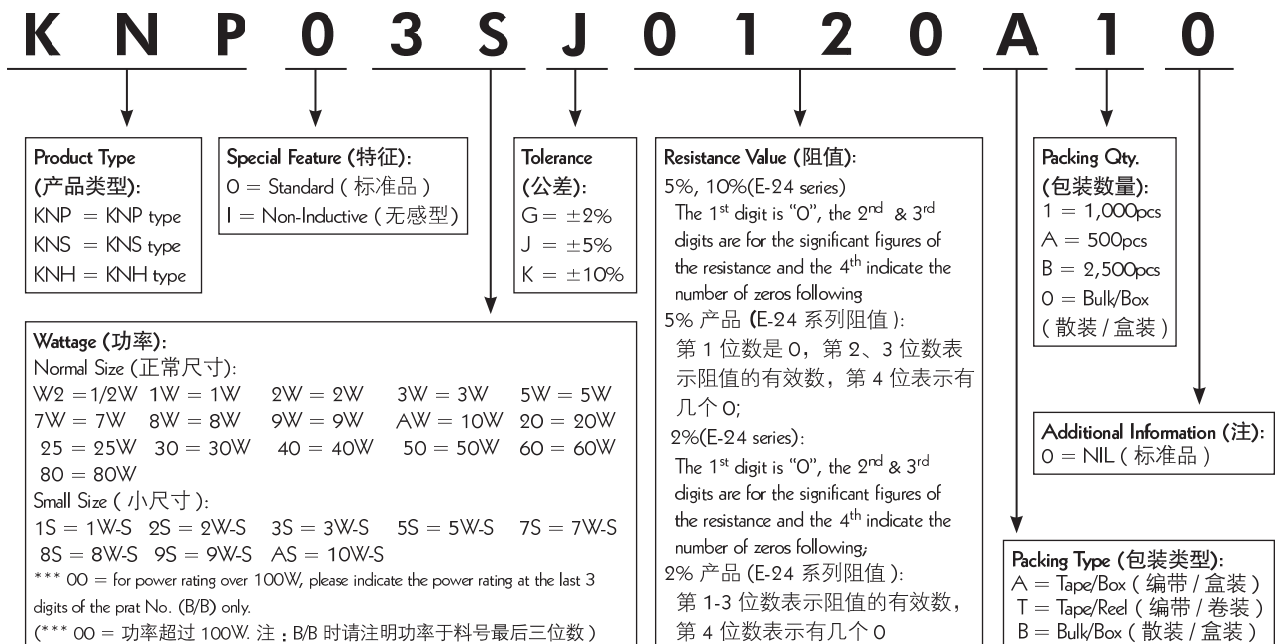 K N P 0 3 S J 0 1 2 0 A 1 0
Product Type
(产品类型):
KNP = KNP type
KNS = KNS type
KNH = KNH type
Special Feature (特征):
0 = Standard ( 标准品 )
I = Non-Inductive ( 无感型 )
Tolerance
(公差):
G = ±2%
J = ±5%
K = ±10%
Resistance Value (阻值):
5%, 10%(E-24 series)
The 1st digit is "0", the 2nd & 3rd
digits are for the significant figures of
the resistance and the 4th indicate the
number of zeros following
5% 产品 (E-24 系列阻值 ):
第 1 位数是 0，第 2、3 位数表
示阻值的有效数，第 4 位表示有
几个 0;
2%(E-24 series):
The 1st digit is "0", the 2nd & 3rd
digits are for the significant figures of
the resistance and the 4th indicate the
number of zeros following;
2% 产品 (E-24 系列阻值 ):
第 1-3 位数表示阻值的有效数，
第 4 位数表示有几个 0
Packing Qty.
(包装数量):
1 = 1,000pcs
A = 500pcs
B = 2,500pcs
0 = Bulk/Box
( 散装 / 盒装 )
Wattage (功率):
Normal Size (正常尺寸):
W2 = 1/2W 1W = 1W 2W = 2W 3W = 3W 5W = 5W
7W = 7W 8W = 8W 9W = 9W AW = 10W 20 = 20W
25 = 25W 30 = 30W 40 = 40W 50 = 50W 60 = 60W
80 = 80W
Small Size ( 小尺寸 ):
1S = 1W-S 2S = 2W-S 3S = 3W-S 5S = 5W-S 7S = 7W-S
8S = 8W-S 9S = 9W-S AS = 10W-S
*** 00 = for power rating over 100W, please indicate the power rating at the last 3
digits of the prat No. (B/B) only.
(*** 00 = 功率超过 100W. 注 : B/B 时请注明功率于料号最后三位数 )
Additional Information (注):
0 = NIL ( 标准品 )
Packing Type (包装类型):
A = Tape/Box ( 编带 / 盒装 )
T = Tape/Reel ( 编带 / 卷装 )
B = Bulk/Box ( 散装 / 盒装 )